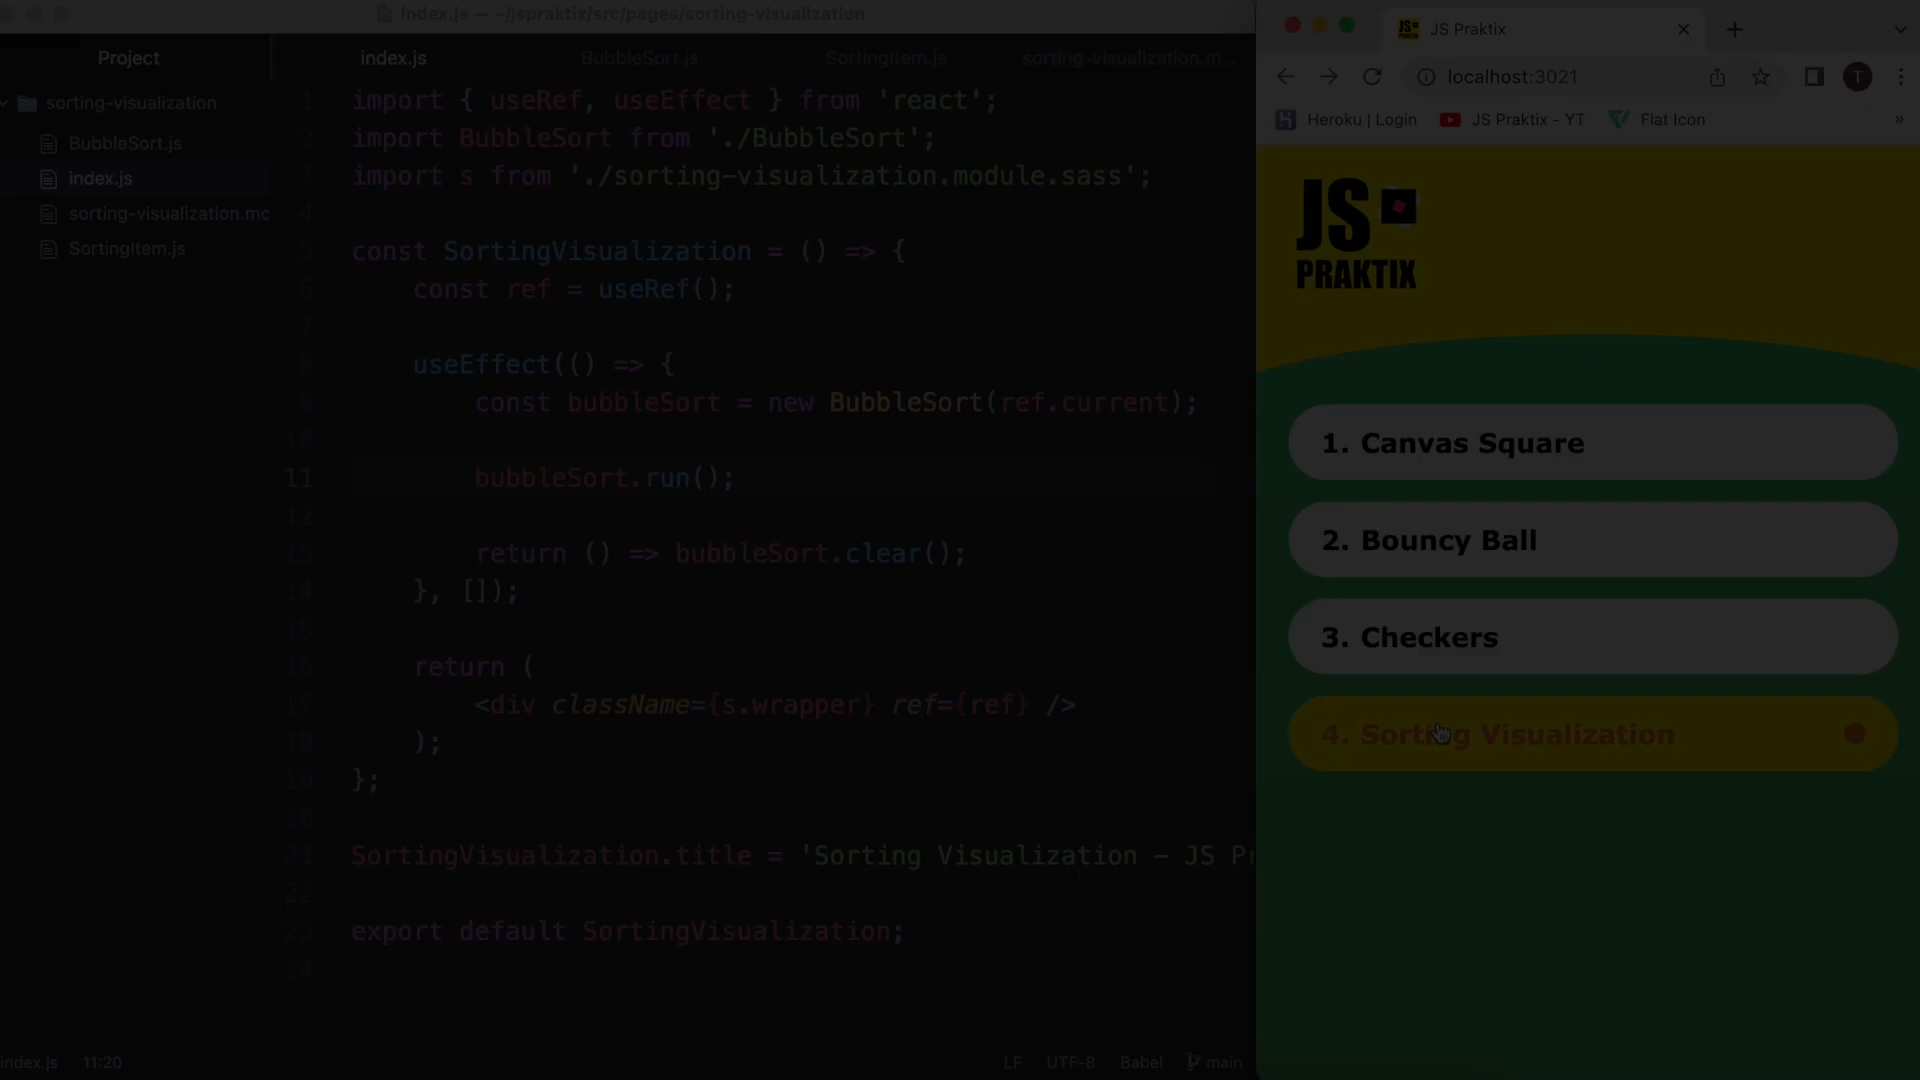 index.js — ~/jspraktix/src/pages/sorting-visualization
Project
sorting-visualization
BubbleSort.js
index.js
sorting-visualization.mo
SortingItem.js
index.js
BubbleSort.js
SortingItem.js
sorting-visualization.m...
1 import { useRef, useEffect } from 'react';
2 import BubbleSort from './BubbleSort';
3 import s from './sorting-visualization.module.sass';
4
5 const SortingVisualization = () => {
6 const ref = useRef();
7
8 useEffect(() => {
9 const bubbleSort = new BubbleSort(ref.current);
10
11 bubbleSort.run();
12
13 return () => bubbleSort.clear();
14 }, []);
15
16 return (
17 <div className={s.wrapper} ref={ref} />
18 );
19 };
20
21 SortingVisualization.title = 'Sorting Visualization – JS Pr
22
23 export default SortingVisualization;
24
index.js 11:20
LF UTF-8 Babel main
JS Praktix
localhost:3021
T
Heroku | Login
JS Praktix - YT
Flat Icon
»
JS
PRAKTIX
1. Canvas Square
2. Bouncy Ball
3. Checkers
4. Sorting Visualization